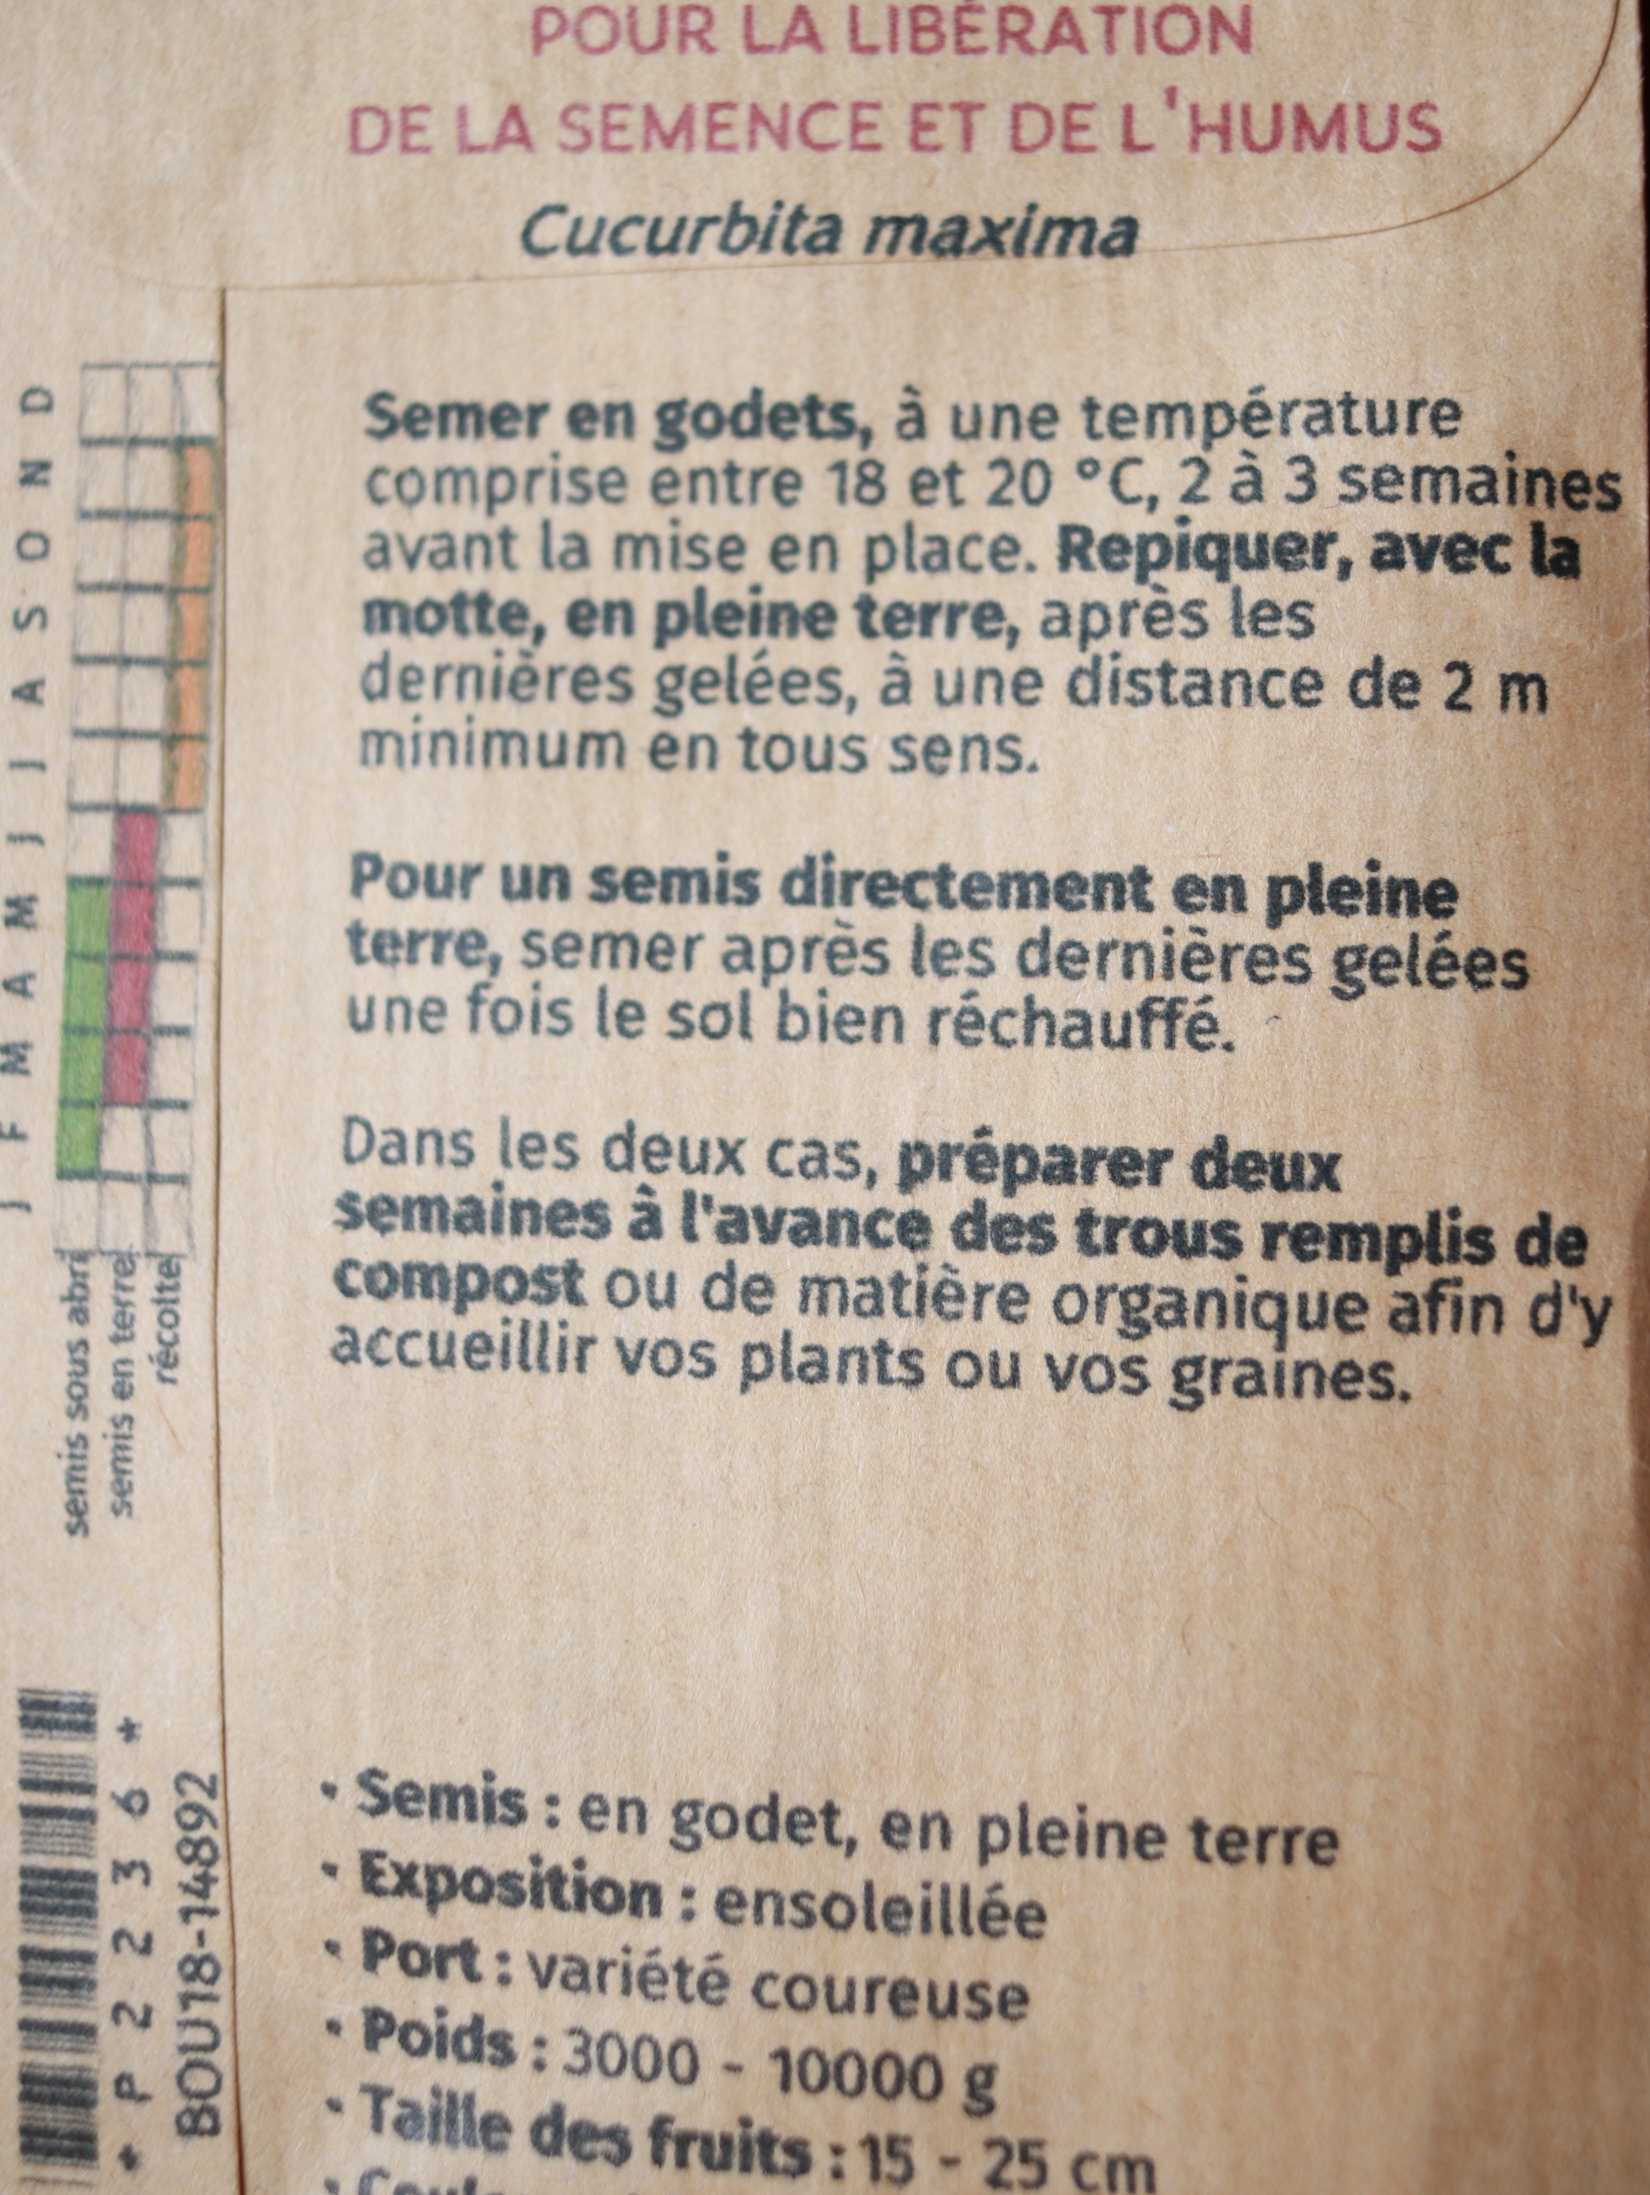 POUR LA LIBÉRATION
DE LA SEMENCE ET DE L'HUMUS
Cucurbita maxima
Semer en godets, à une température
comprise entre 18 et 20 °C, 2 à 3 semaines
avant la mise en place. Repiquer, avec la
motte, en pleine terre, après les
dernières gelées, à une distance de 2 m
minimum en tous sens.
Pour un semis directement en pleine
terre, semer après les dernières gelées
une fois le sol bien réchauffé.
Dans les deux cas, préparer deux
semaines à l'avance des trous remplis de
compost ou de matière organique afin d'y
accueillir vos plants ou vos graines.
• Semis : en godet, en pleine terre
• Exposition : ensoleillée
• Port : variété coureuse
• Poids : 3000 - 10000 g
• Taille des fruits : 15 - 25 cm
J F M A M J J A S O N D
semis sous abri
semis en terre
récolte
* P 2 2 3 6 *
BOU18-14892